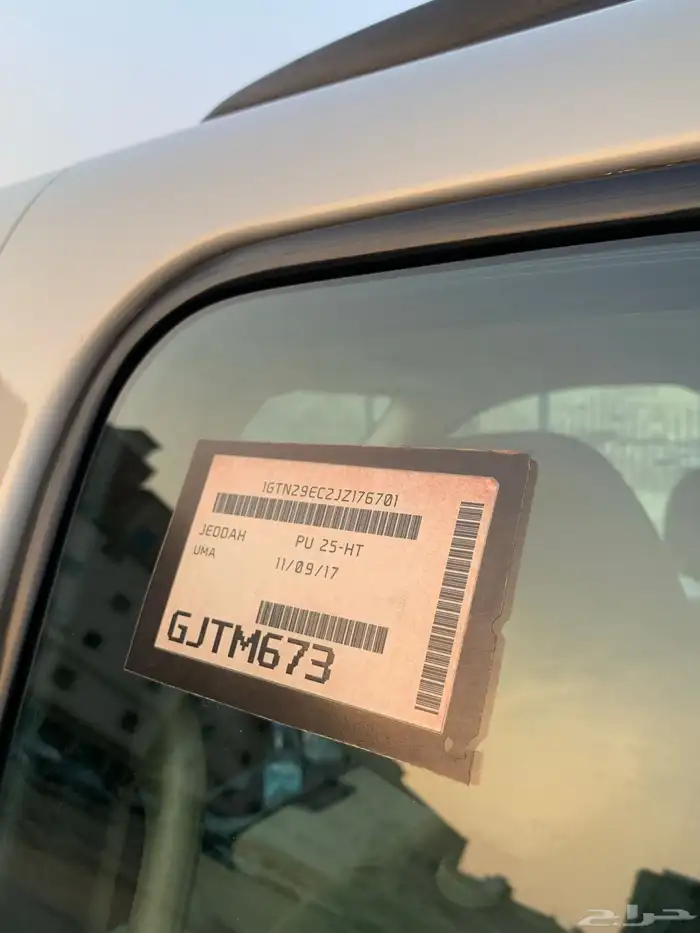 1GTN29EC2JZ176701
JEDDAH
PU 25-HT
UMA
11/09/17
GJTM673
حراج